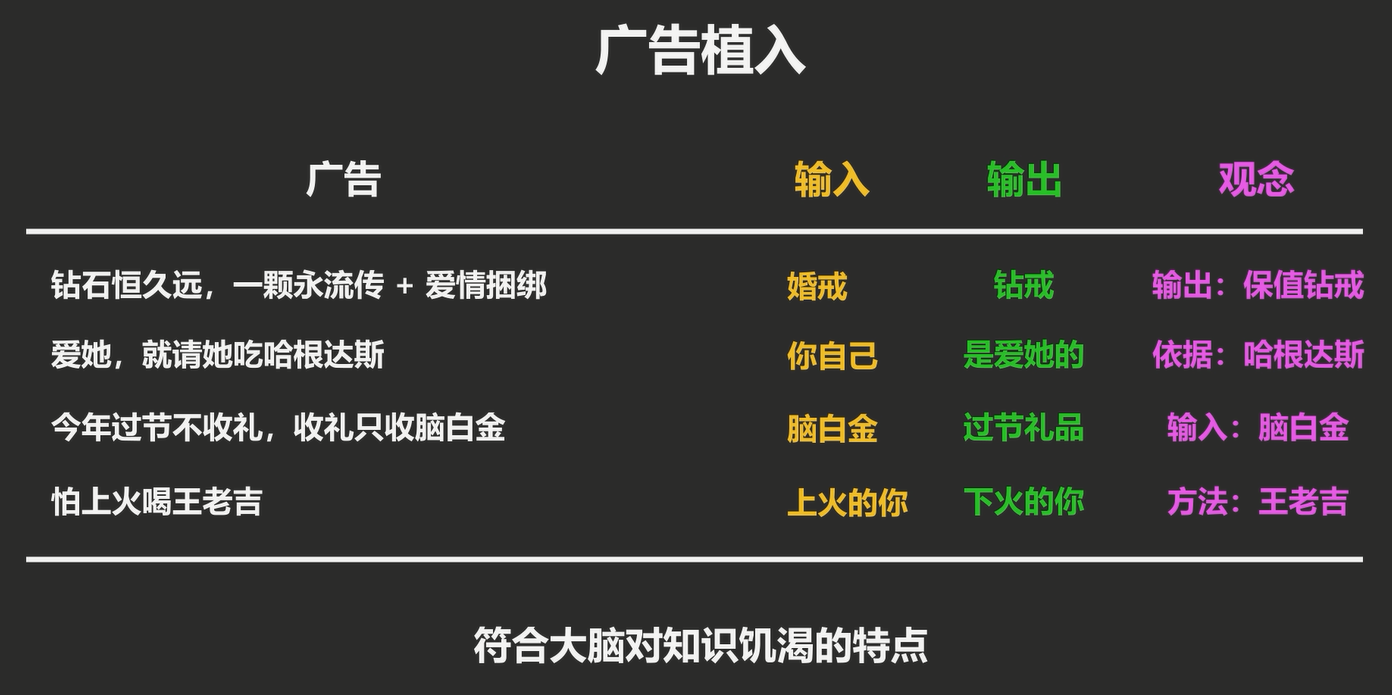 广告植入
广告 输入 输出 观念
钻石恒久远，一颗永流传 + 爱情捆绑 婚戒 钻戒 输出：保值钻戒
爱她，就请她吃哈根达斯 你自己 是爱她的 依据：哈根达斯
今年过节不收礼，收礼只收脑白金 脑白金 过节礼品 输入：脑白金
怕上火喝王老吉 上火的你 下火的你 方法：王老吉
符合大脑对知识饥渴的特点